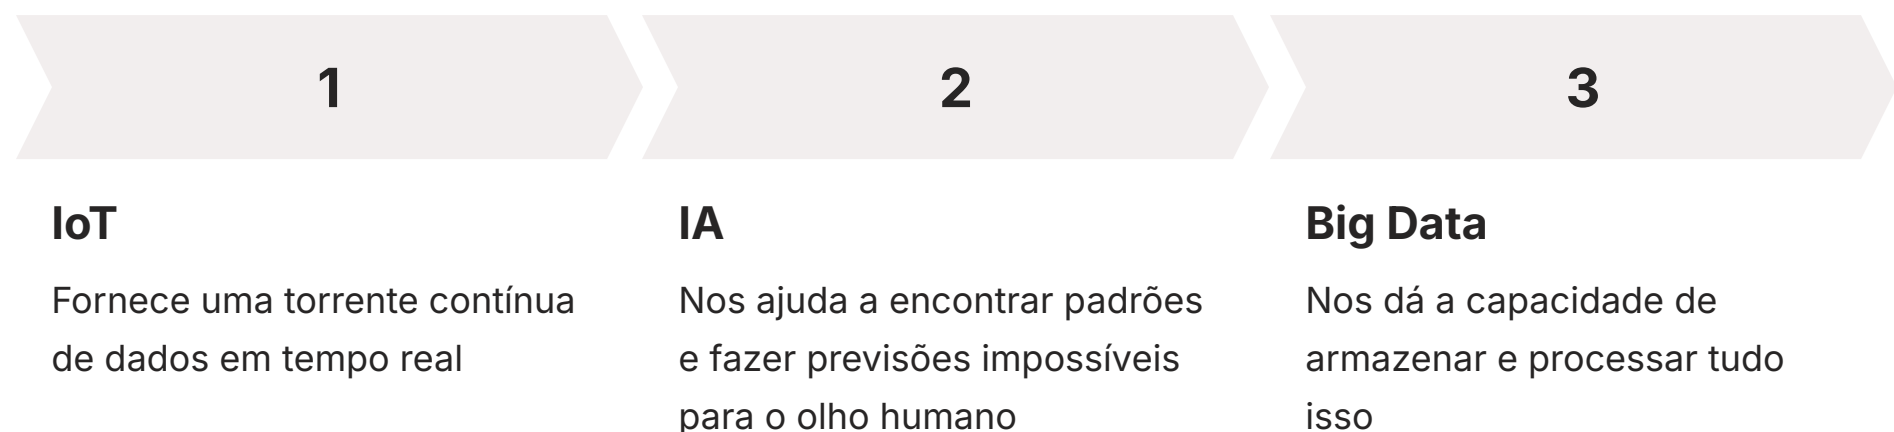 1
2
3
IoT
Fornece uma torrente contínua
de dados em tempo real
IA
Nos ajuda a encontrar padrões
e fazer previsões impossíveis
para o olho humano
Big Data
Nos dá a capacidade de
armazenar e processar tudo
isso